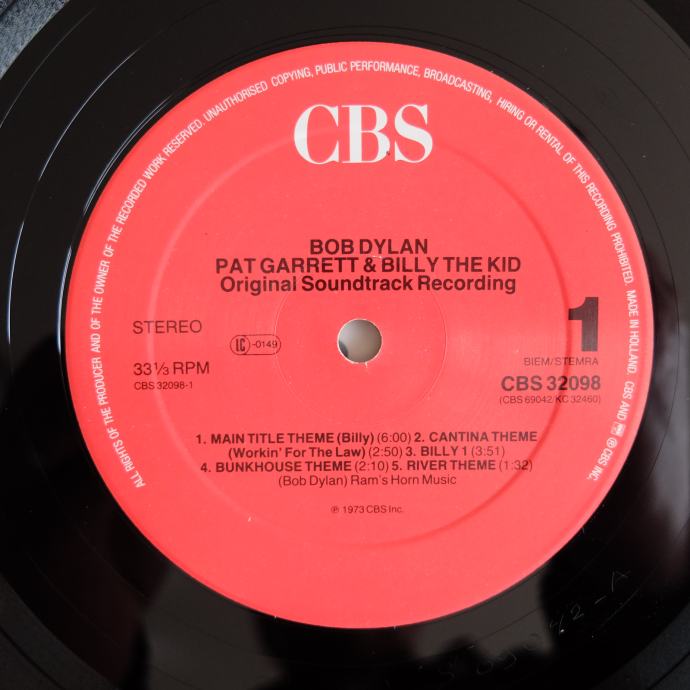 ALL RIGHTS OF THE PRODUCER AND OF THE OWNER OF THE RECORDED WORK RESERVED. UNAUTHORISED COPYING, PUBLIC PERFORMANCE, BROADCASTING, HIRING OR RENTAL OF THIS RECORDING PROHIBITED. MADE IN HOLLAND. CBS AND ℗ CBS INC.
CBS
BOB DYLAN
PAT GARRETT & BILLY THE KID
Original Soundtrack Recording
STEREO
LC -0149
1
33⅓ RPM
CBS 32098-1
BIEM/STEMRA
CBS 32098
(CBS 69042/KC 32460)
1. MAIN TITLE THEME (Billy) (6:00) 2. CANTINA THEME
(Workin' For The Law) (2:50) 3. BILLY 1 (3:51)
4. BUNKHOUSE THEME (2:10) 5. RIVER THEME (1:32)
(Bob Dylan) Ram's Horn Music
℗ 1973 CBS Inc.